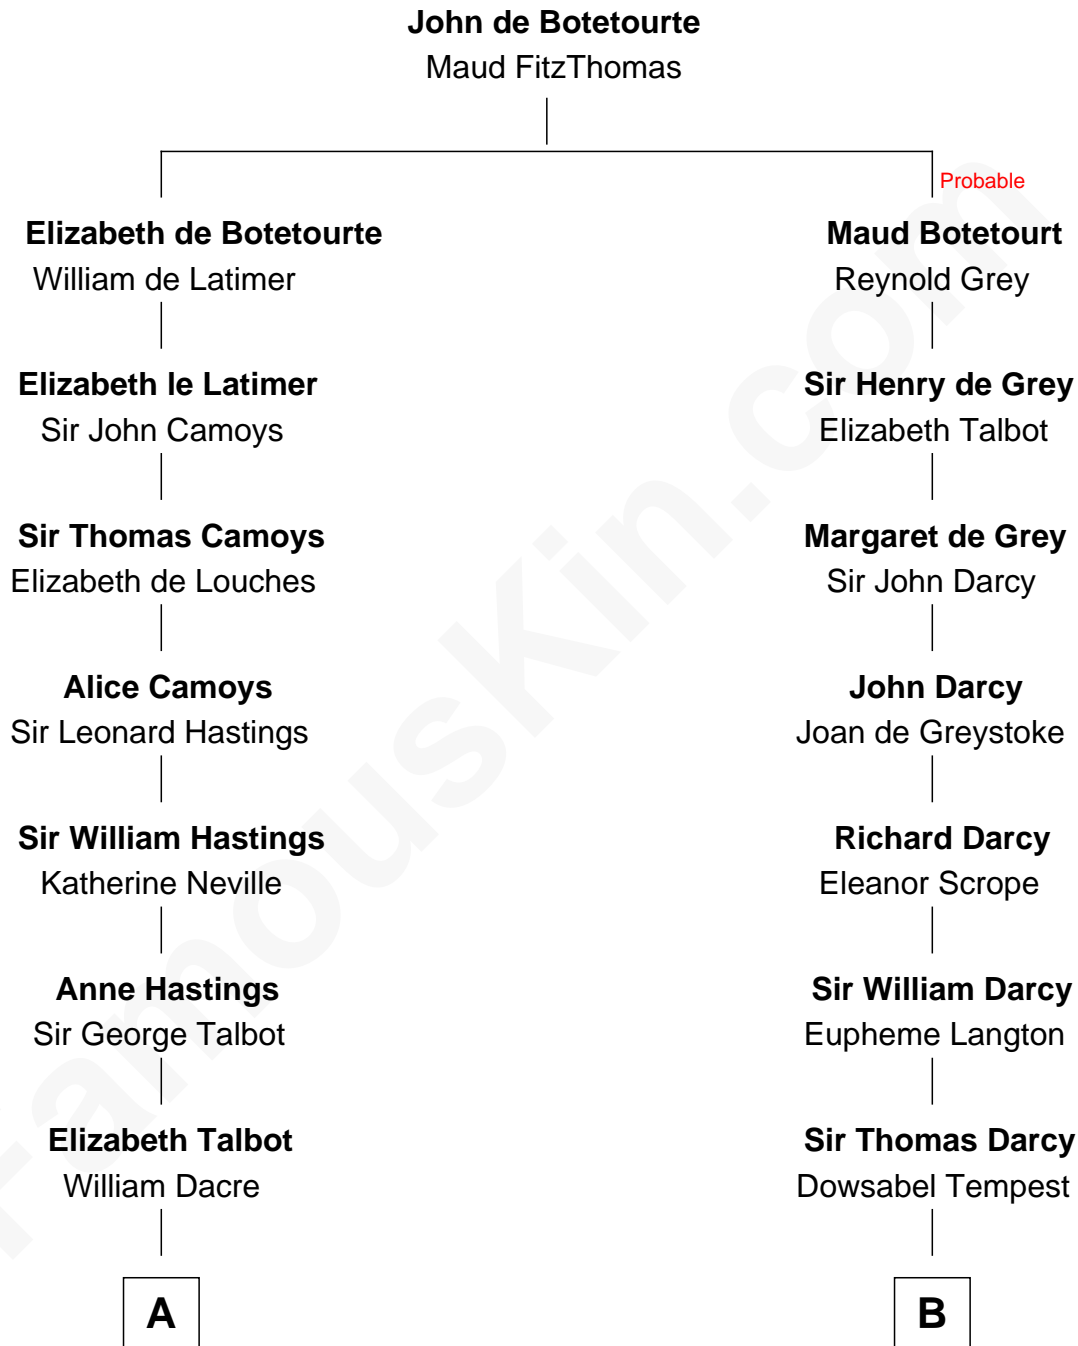 John de Botetourte
Maud FitzThomas
Probable
Elizabeth de Botetourte
William de Latimer
Maud Botetourt
Reynold Grey
Elizabeth le Latimer
Sir John Camoys
Sir Henry de Grey
Elizabeth Talbot
Sir Thomas Camoys
Elizabeth de Louches
Margaret de Grey
Sir John Darcy
Alice Camoys
Sir Leonard Hastings
John Darcy
Joan de Greystoke
Sir William Hastings
Katherine Neville
Richard Darcy
Eleanor Scrope
Anne Hastings
Sir George Talbot
Sir William Darcy
Eupheme Langton
Elizabeth Talbot
William Dacre
Sir Thomas Darcy
Dowsabel Tempest
A
B
FamousKin.com